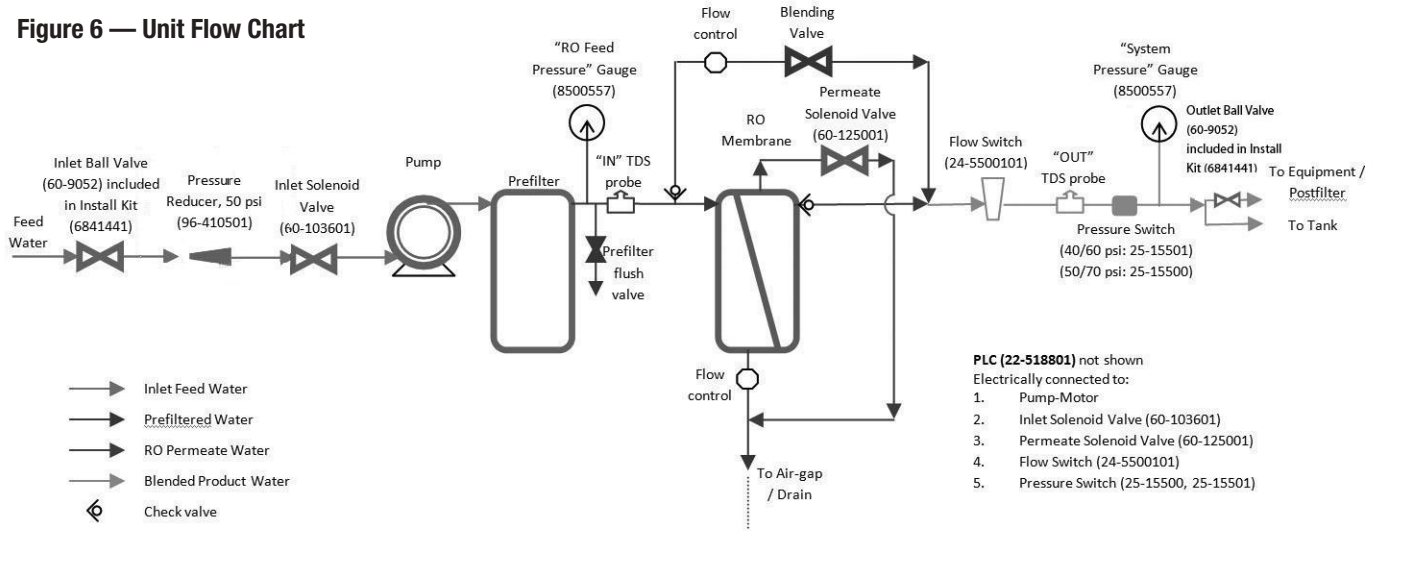 Figure 6 — Unit Flow Chart
Flow
control
Blending
Valve
“RO Feed
Pressure” Gauge
(8500557)
“System
Pressure” Gauge
(8500557)
Permeate
Solenoid Valve
(60-125001)
RO
Membrane
Outlet Ball Valve
(60-9052)
included in Install
Kit (6841441)
Flow Switch
(24-5500101)
“OUT”
TDS probe
To Equipment /
Postfilter
To Tank
Inlet Ball Valve
(60-9052) included
in Install Kit
(6841441)
Pressure
Reducer, 50 psi
(96-410501)
Inlet Solenoid
Valve
(60-103601)
Pump
Prefilter
“IN” TDS
probe
Feed
Water
Prefilter
flush
valve
Pressure Switch
(40/60 psi: 25-15501)
(50/70 psi: 25-15500)
Flow
control
To Air-gap
/ Drain
Inlet Feed Water
Prefiltered Water
RO Permeate Water
Blended Product Water
Check valve
PLC (22-518801) not shown
Electrically connected to:
1. Pump-Motor
2. Inlet Solenoid Valve (60-103601)
3. Permeate Solenoid Valve (60-125001)
4. Flow Switch (24-5500101)
5. Pressure Switch (25-15500, 25-15501)